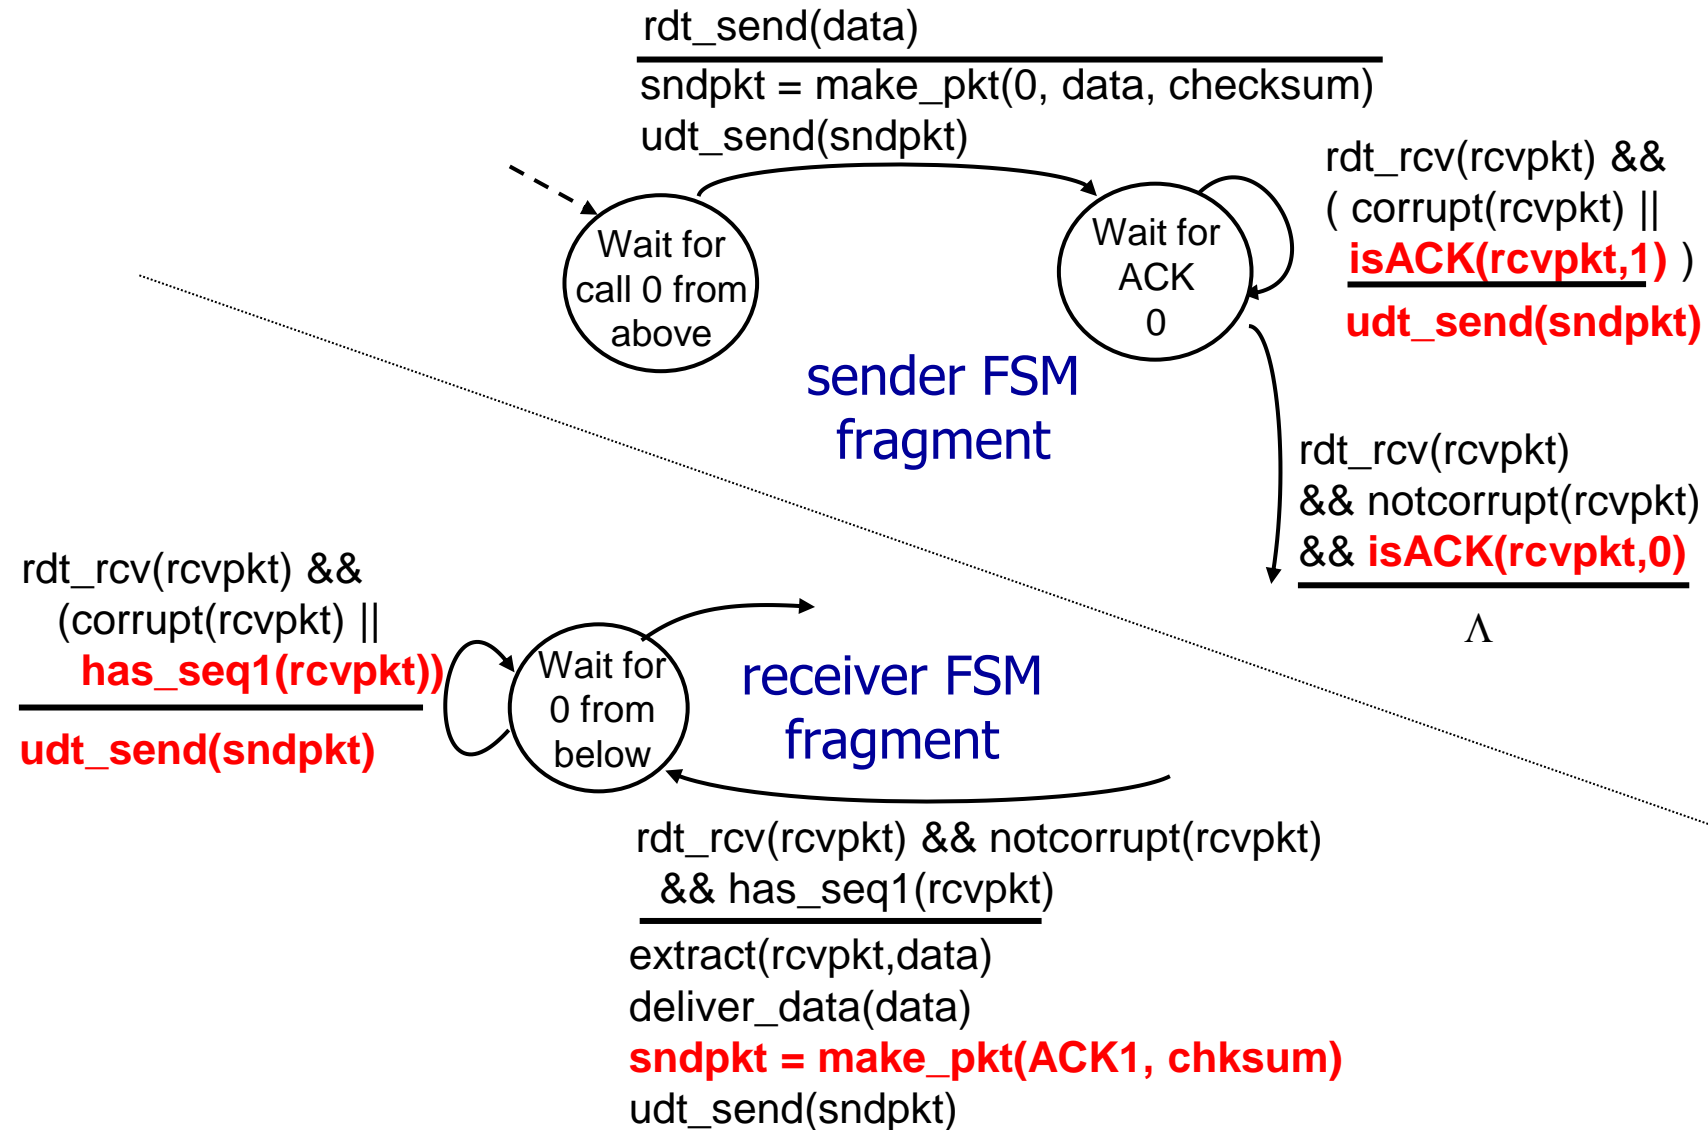 rdt_send(data)
sndpkt = make_pkt(0, data, checksum)
udt_send(sndpkt)
Wait for
call 0 from
above
Wait for
ACK
0
rdt_rcv(rcvpkt) &&
( corrupt(rcvpkt) ||
isACK(rcvpkt,1) )
udt_send(sndpkt)
sender FSM
fragment
rdt_rcv(rcvpkt)
&& notcorrupt(rcvpkt)
&& isACK(rcvpkt,0)
Λ
rdt_rcv(rcvpkt) &&
(corrupt(rcvpkt) ||
has_seq1(rcvpkt))
udt_send(sndpkt)
Wait for
0 from
below
receiver FSM
fragment
rdt_rcv(rcvpkt) && notcorrupt(rcvpkt)
&& has_seq1(rcvpkt)
extract(rcvpkt,data)
deliver_data(data)
sndpkt = make_pkt(ACK1, chksum)
udt_send(sndpkt)